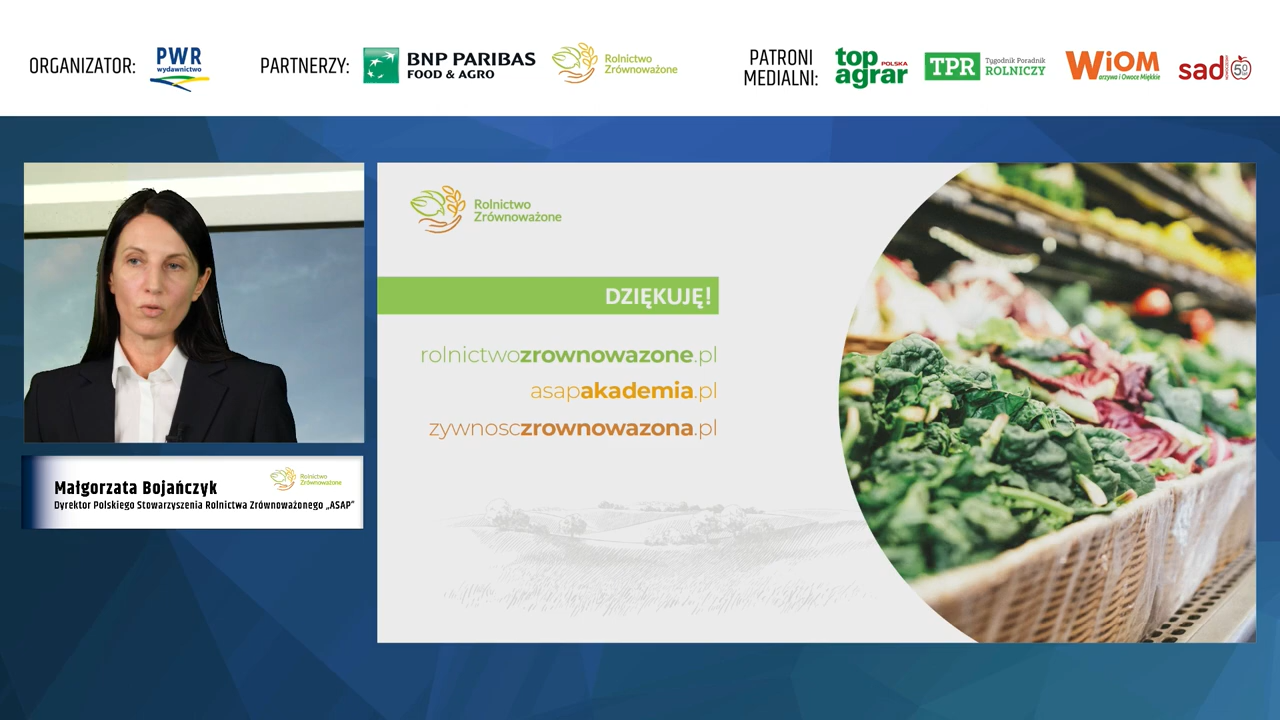 ORGANIZATOR:
PWR
wydawnictwo
PARTNERZY:
BNP PARIBAS
FOOD & AGRO
Rolnictwo
Zrównoważone
PATRONI
MEDIALNI:
top
agrar
POLSKA
TPR
Tygodnik Poradnik
ROLNICZY
WiOM
arzywa i Owoce Miękkie
sad
Rolnictwo
Zrównoważone
DZIĘKUJĘ!
rolnictwozrownowazone.pl
asapakademia.pl
zywnosczrownowazona.pl
Rolnictwo
Zrównoważone
Małgorzata Bojańczyk
Dyrektor Polskiego Stowarzyszenia Rolnictwa Zrównoważonego „ASAP”